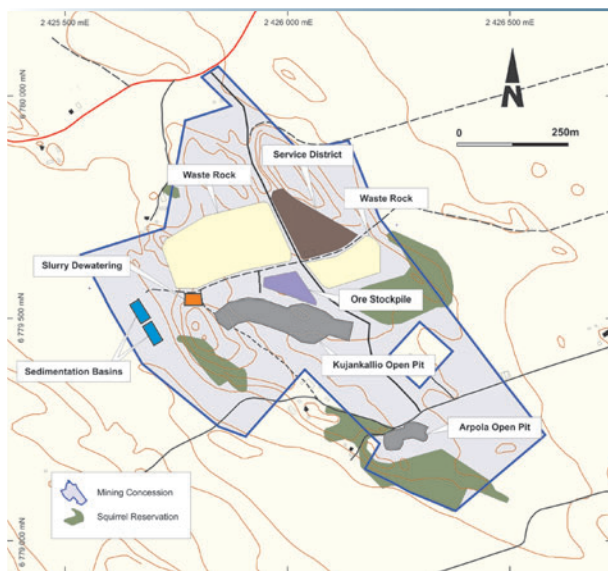 2 425 500 mE
2 426 000 mE
2 426 500 mE
6 780 000 mN
N
0
250m
Service District
Waste Rock
Waste Rock
Slurry Dewatering
Ore Stockpile
6 779 500 mN
Kujankallio Open Pit
Sedimentation Basins
Arpola Open Pit
Mining Concession
Squirrel Reservation
6 779 000 mN